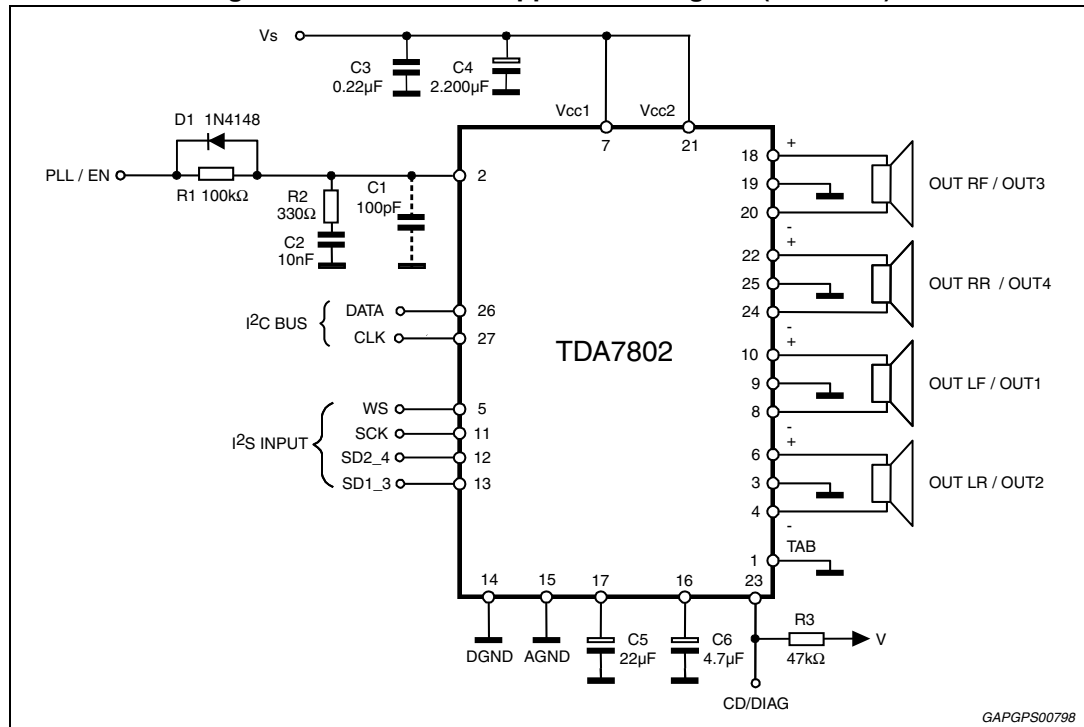 Vs
C3
0.22µF
C4
2.200µF
Vcc1
Vcc2
7
21
D1 1N4148
PLL / EN
R1 100kΩ
R2
330Ω
C2
10nF
C1
100pF
2
I²C BUS
DATA
CLK
26
27
TDA7802
I²S INPUT
WS
SCK
SD2_4
SD1_3
5
11
12
13
+
18
19
20
-
OUT RF / OUT3
+
22
25
24
-
OUT RR / OUT4
+
10
9
8
-
OUT LF / OUT1
+
6
3
4
-
OUT LR / OUT2
TAB
1
14
15
17
16
23
DGND
AGND
C5
22µF
C6
4.7µF
R3
47kΩ
V
CD/DIAG
GAPGPS00798